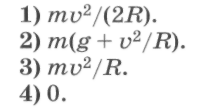 1) mv²/(2R).
2) m(g + v²/R).
3) mv²/R.
4) 0.